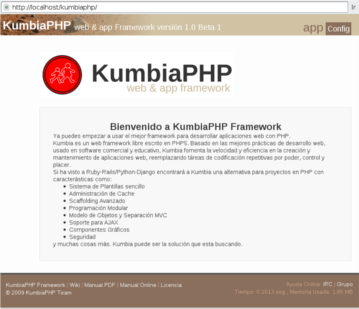 http://localhost/kumbiaphp/
Ir
KumbiaPHP web & app Framework versión 1.0 Beta 1
app Config
KumbiaPHP
web & app framework
Bienvenido a KumbiaPHP Framework
Ya puedes empezar a usar el mejor framework para desarrollar aplicaciones web con PHP.
Kumbia es un web framework libre escrito en PHP5. Basado en las mejores prácticas de desarrollo web,
usado en software comercial y educativo, Kumbia fomenta la velocidad y eficiencia en la creación y
mantenimiento de aplicaciones web, reemplazando táreas de codificación repetitivas por poder, control y
placer.
Si ha visto a Ruby-Rails/Python-Django encontrará a Kumbia una alternativa para proyectos en PHP con
características como:
Sistema de Plantillas sencillo
Administración de Cache
Scaffolding Avanzado
Programación Modular
Modelo de Objetos y Separación MVC
Soporte para AJAX
Componentes Gráficos
Seguridad
y muchas cosas más. Kumbia puede ser la solución que esta buscando.
KumbiaPHP Framework | Wiki | Manual PDF | Manual Online | Licencia
© 2009 KumbiaPHP Team
Ayuda Online: IRC | Grupo
Memoria Usada: